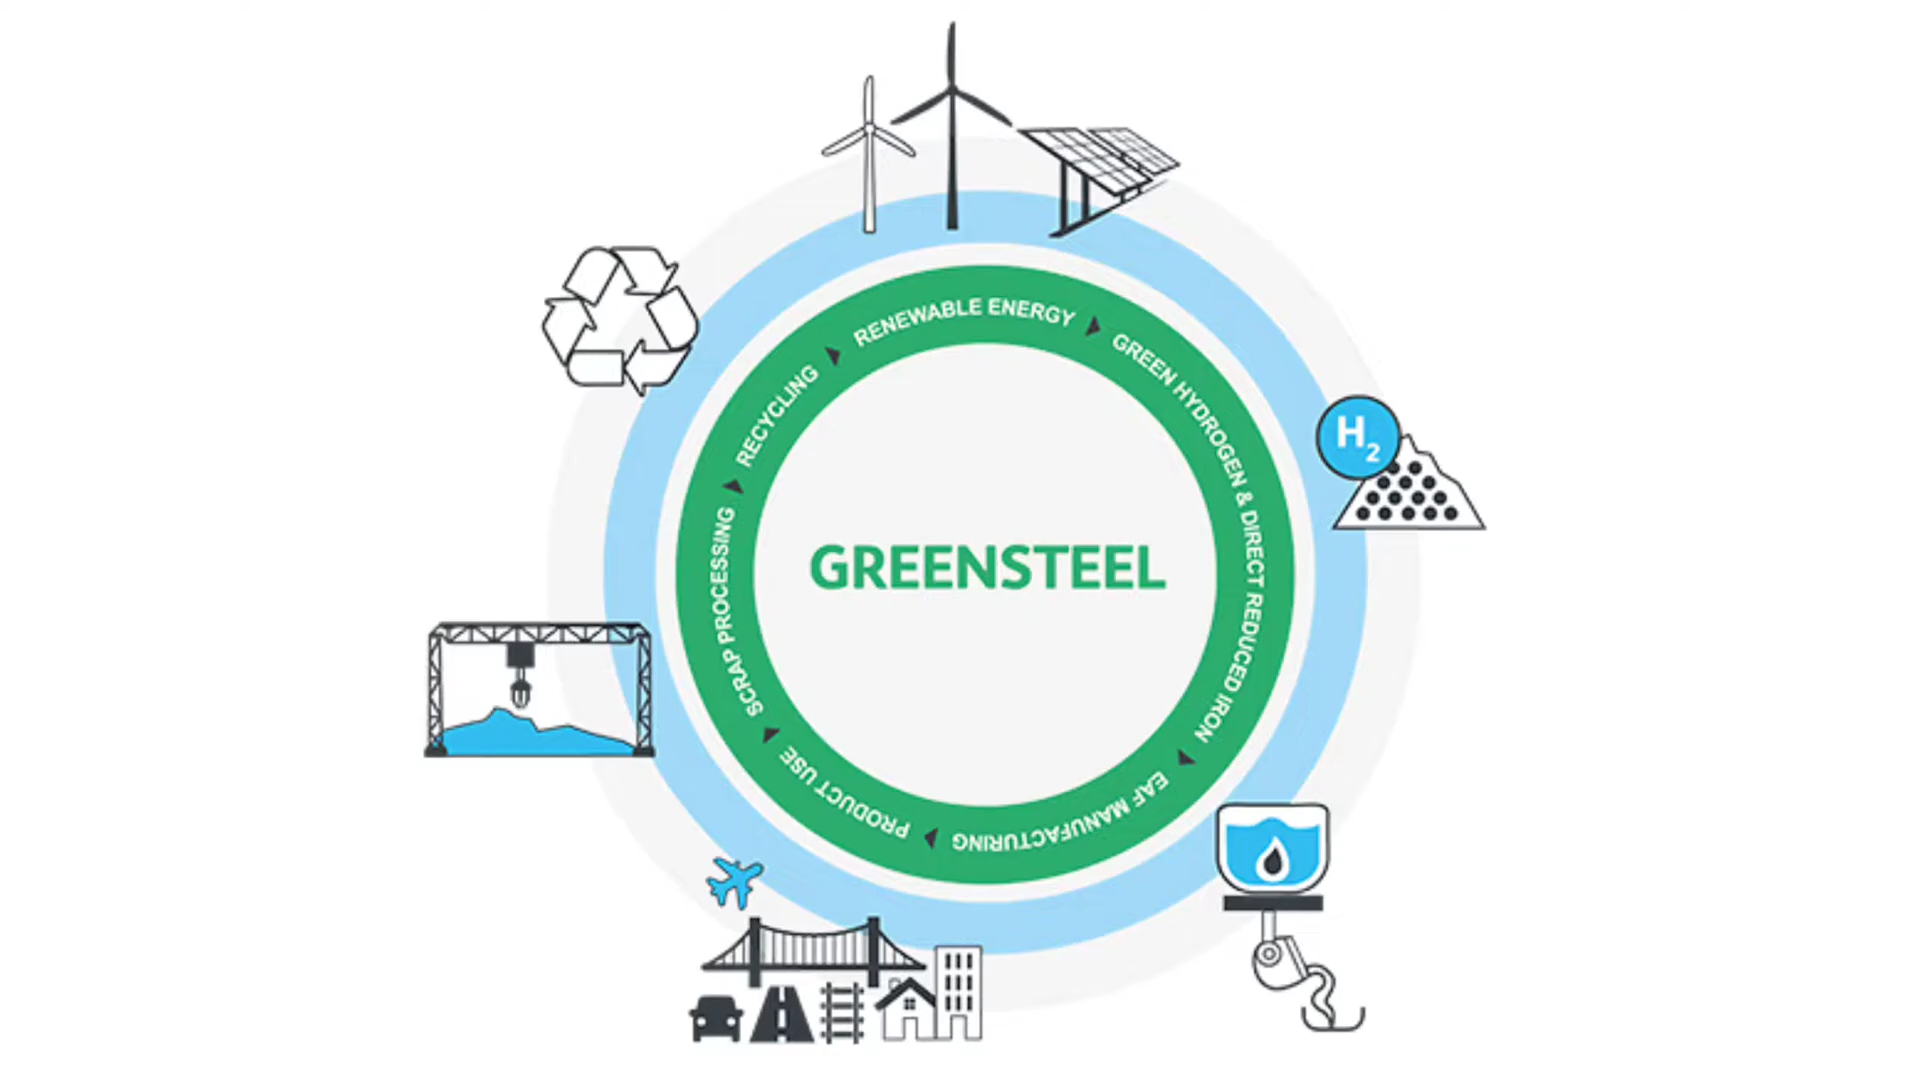 RENEWABLE ENERGY
GREEN HYDROGEN & DIRECT REDUCED IRON
EAF MANUFACTURING
PRODUCT USE
SCRAP PROCESSING
RECYCLING
GREENSTEEL
H2